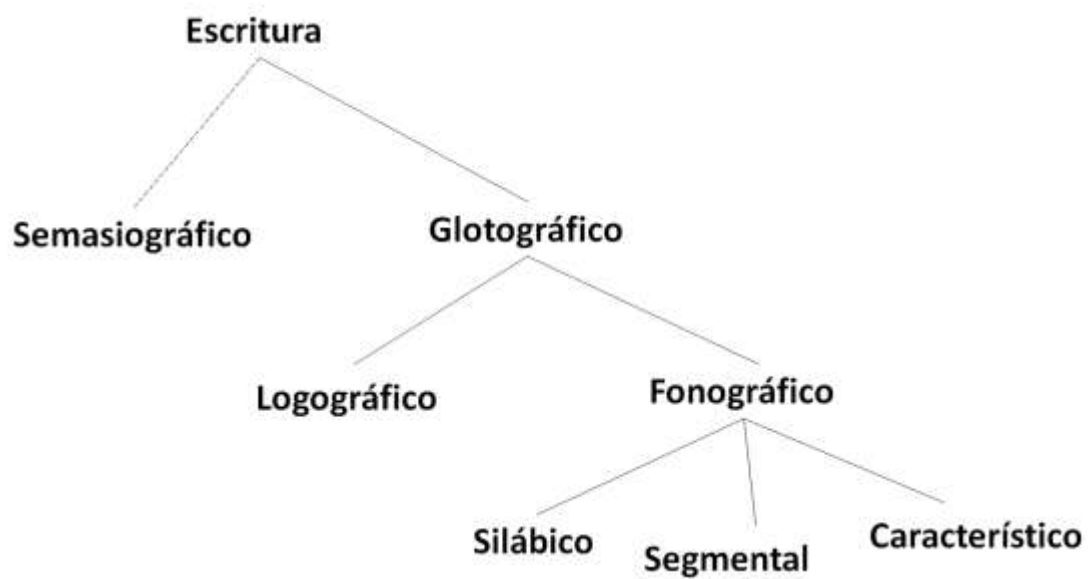 Escritura
Semasiográfico
Glotográfico
Logográfico
Fonográfico
Silábico
Segmental
Característico